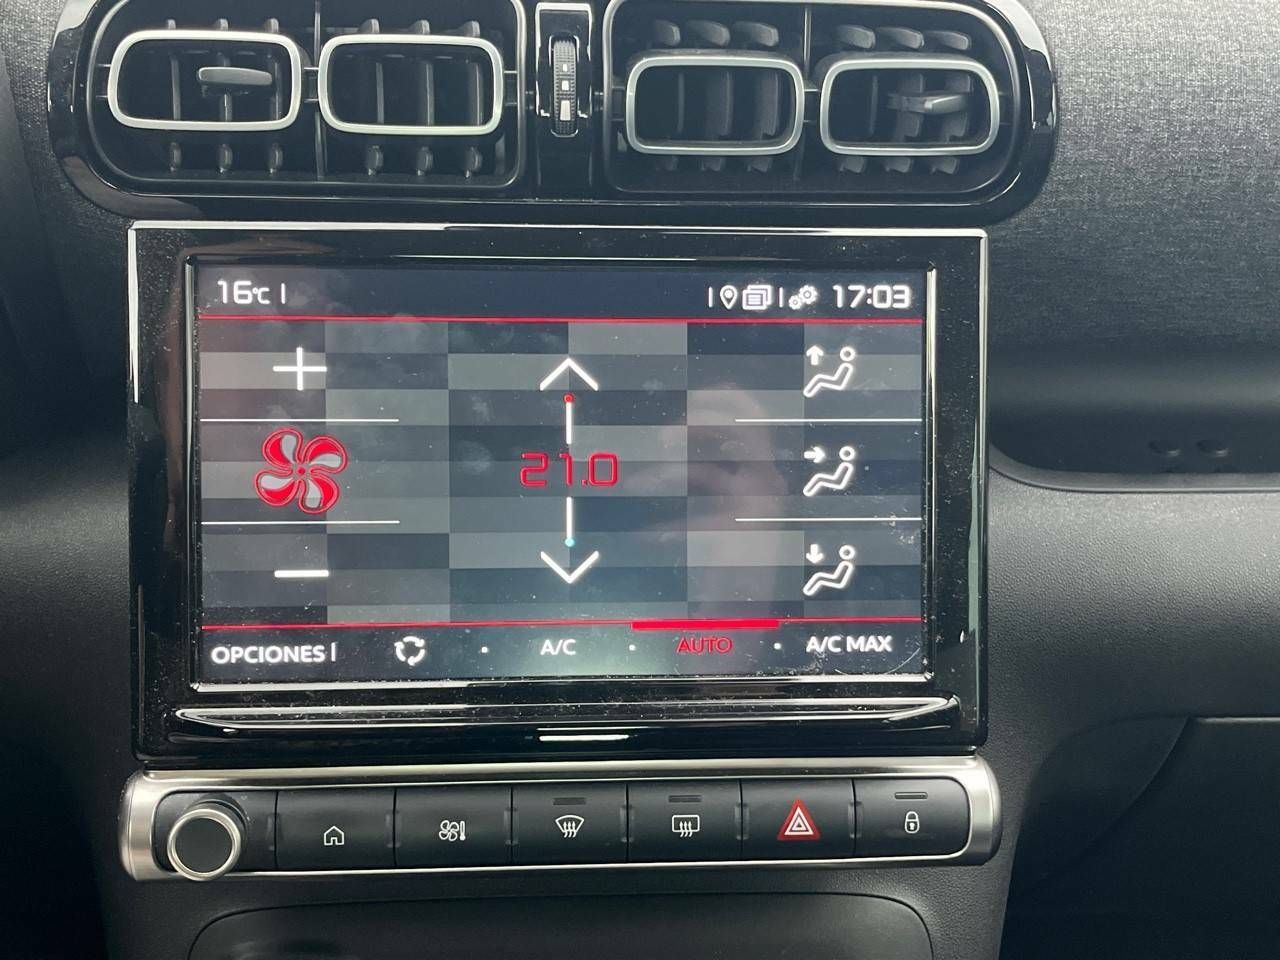 16°C 17:03
21.0
OPCIONES A/C AUTO A/C MAX